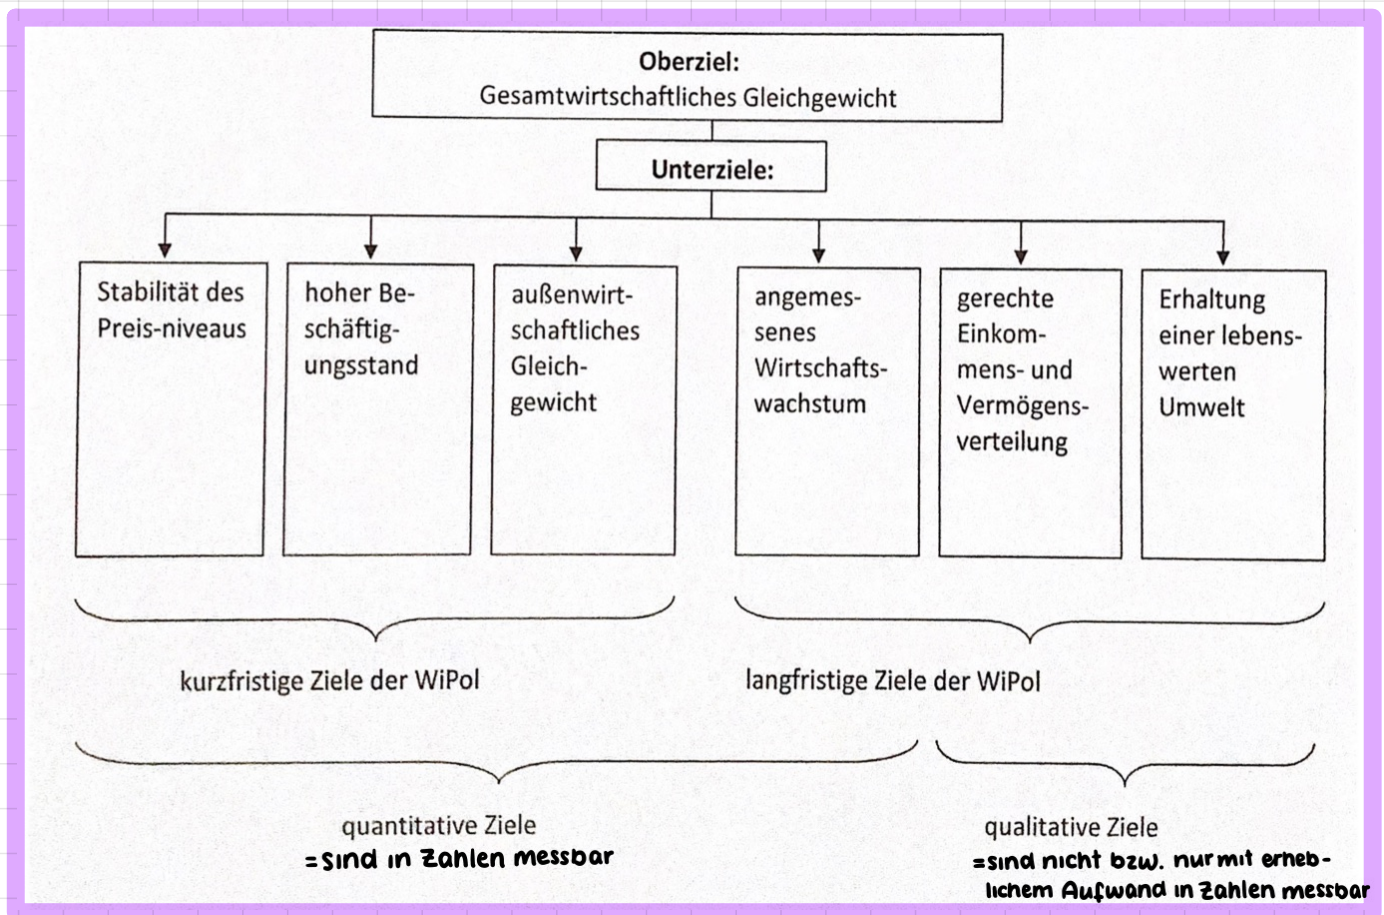 Oberziel:
Gesamtwirtschaftliches Gleichgewicht
Unterziele:
Stabilität des
Preis-niveaus
hoher Be-
schäftig-
ungsstand
außenwirt-
schaftliches
Gleich-
gewicht
angemes-
senes
Wirtschafts-
wachstum
gerechte
Einkom-
mens- und
Vermögens-
verteilung
Erhaltung
einer lebens-
werten
Umwelt
kurzfristige Ziele der WiPol
langfristige Ziele der WiPol
quantitative Ziele
=sind in Zahlen messbar
qualitative Ziele
=sind nicht bzw. nur mit erheb-
lichem Aufwand in Zahlen messbar